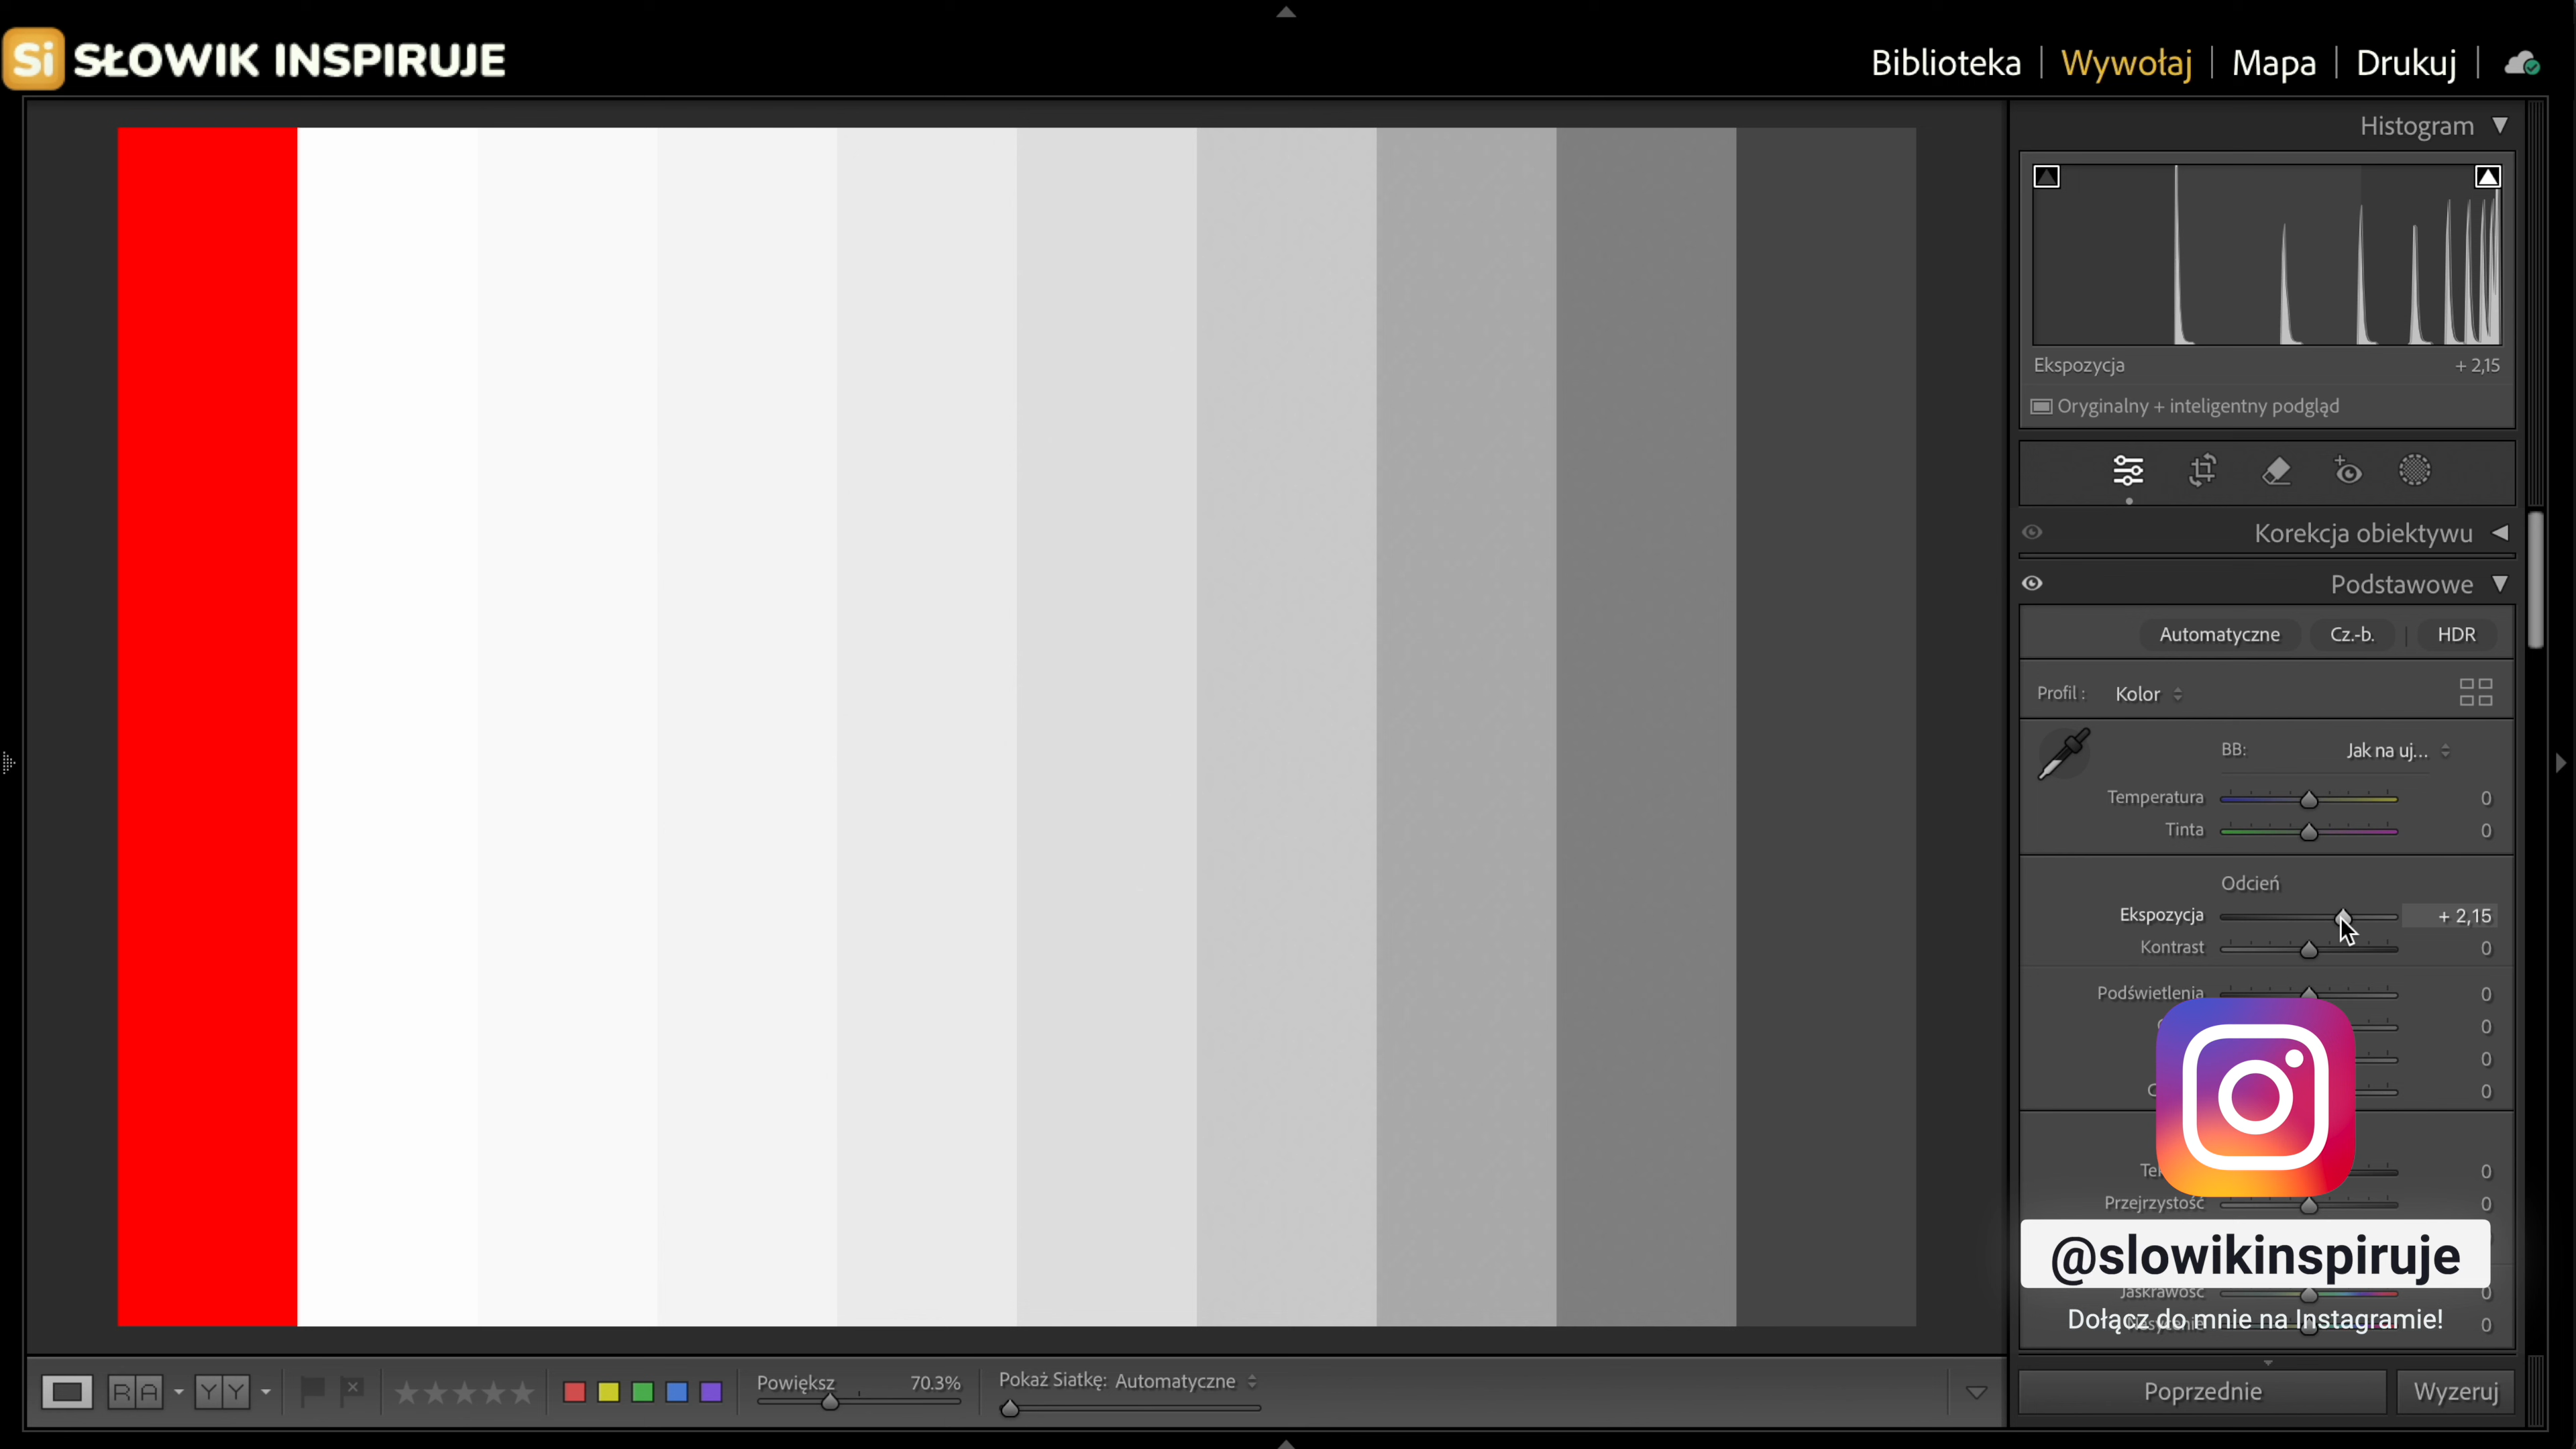 Si SŁOWIK INSPIRUJE
Biblioteka | Wywołaj | Mapa | Drukuj |
Histogram
Ekspozycja + 2,15
Oryginalny + inteligentny podgląd
Korekcja obiektywu
Podstawowe
Automatyczne Cz.-b. | HDR
Profil : Kolor
BB: Jak na uj...
Temperatura 0
Tinta 0
Odcień
Ekspozycja + 2,15
Kontrast 0
Podświetlenia 0
0
0
0
0
Przejrzystość 0
@slowikinspiruje
Jaskrawość 0
Dołącz do mnie na Instagramie!
Nasycenie 0
R A Y Y Powiększ 70.3% Pokaż Siatkę: Automatyczne
Poprzednie Wyzeruj